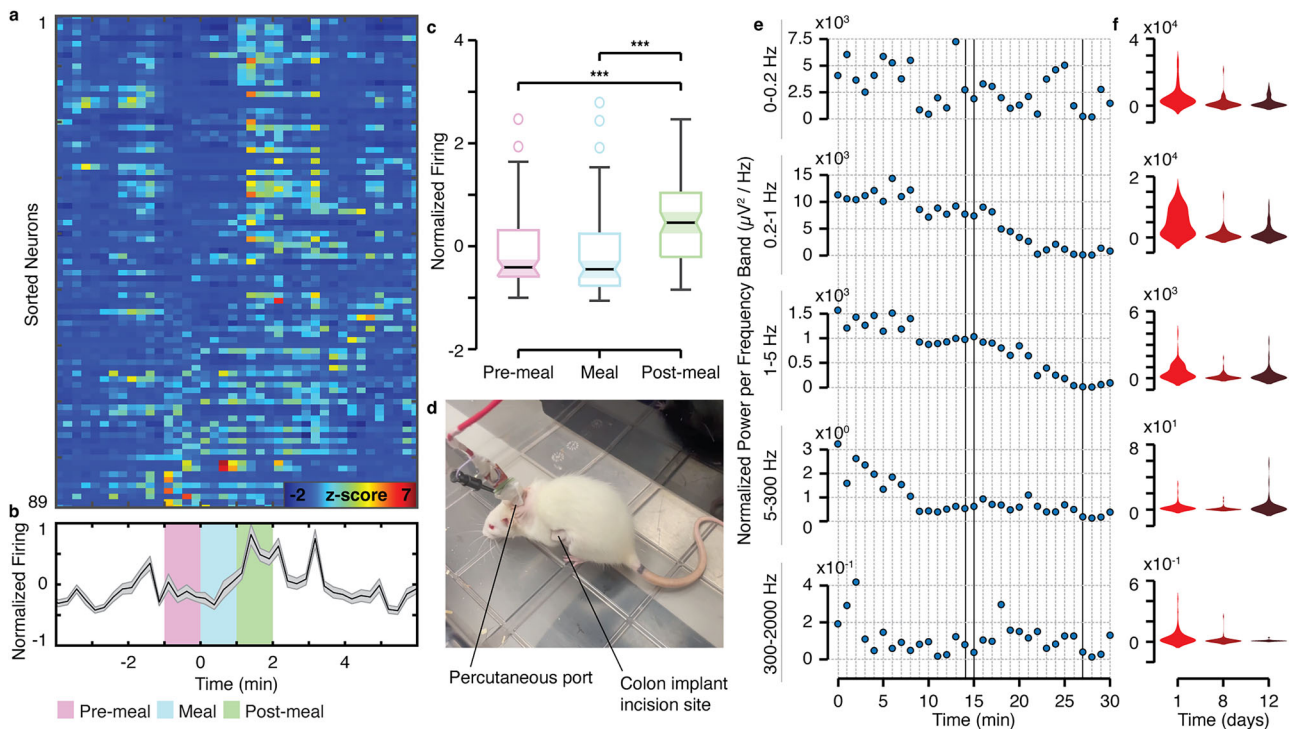 a
1
Sorted Neurons
89
-2 z-score 7
b
Normalized Firing
1
0
-1
-2 0 2 4
Time (min)
Pre-meal Meal Post-meal
c
Normalized Firing
4
2
0
-2
***
***
Pre-meal Meal Post-meal
d
Percutaneous port
Colon implant
incision site
e
Normalized Power per Frequency Band (µV² / Hz)
0-0.2 Hz
x10³
7.5
5
2.5
0
0.2-1 Hz
x10³
15
10
5
0
1-5 Hz
x10³
1.5
1
0.5
0
5-300 Hz
x10⁰
3
2
1
0
300-2000 Hz
x10⁻¹
4
2
0
0 5 10 15 20 25 30
Time (min)
f
x10⁴
4
0
x10⁴
2
0
x10³
6
0
x10¹
8
0
x10⁻¹
6
0
1 8 12
Time (days)